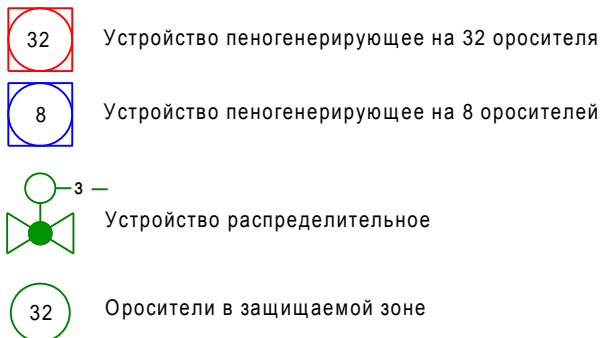 32 Устройство пеногенерирующее на 32 оросителя
8 Устройство пеногенерирующее на 8 оросителей
3
Устройство распределительное
32 Оросители в защищаемой зоне